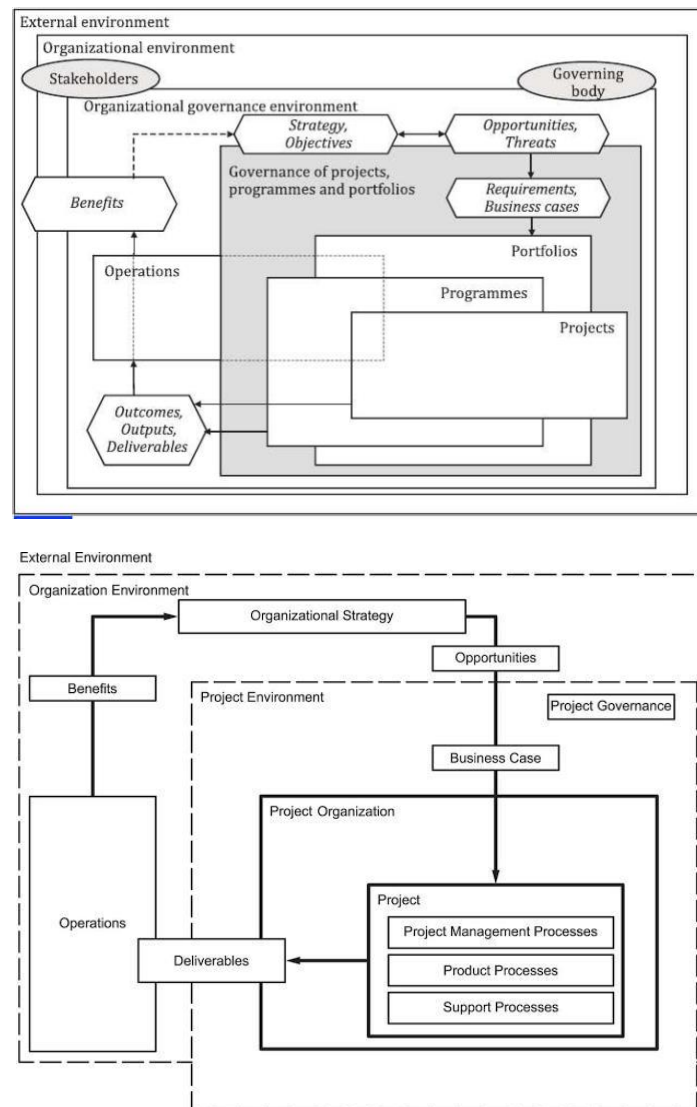 External environment
Organizational environment
Stakeholders
Governing
body
Organizational governance environment
Strategy,
Objectives
Opportunities,
Threats
Governance of projects,
programmes and portfolios
Benefits
Requirements,
Business cases
Portfolios
Operations
Programmes
Projects
Outcomes,
Outputs,
Deliverables
External Environment
Organization Environment
Organizational Strategy
Opportunities
Benefits
Project Environment
Project Governance
Business Case
Project Organization
Project
Operations
Project Management Processes
Deliverables
Product Processes
Support Processes